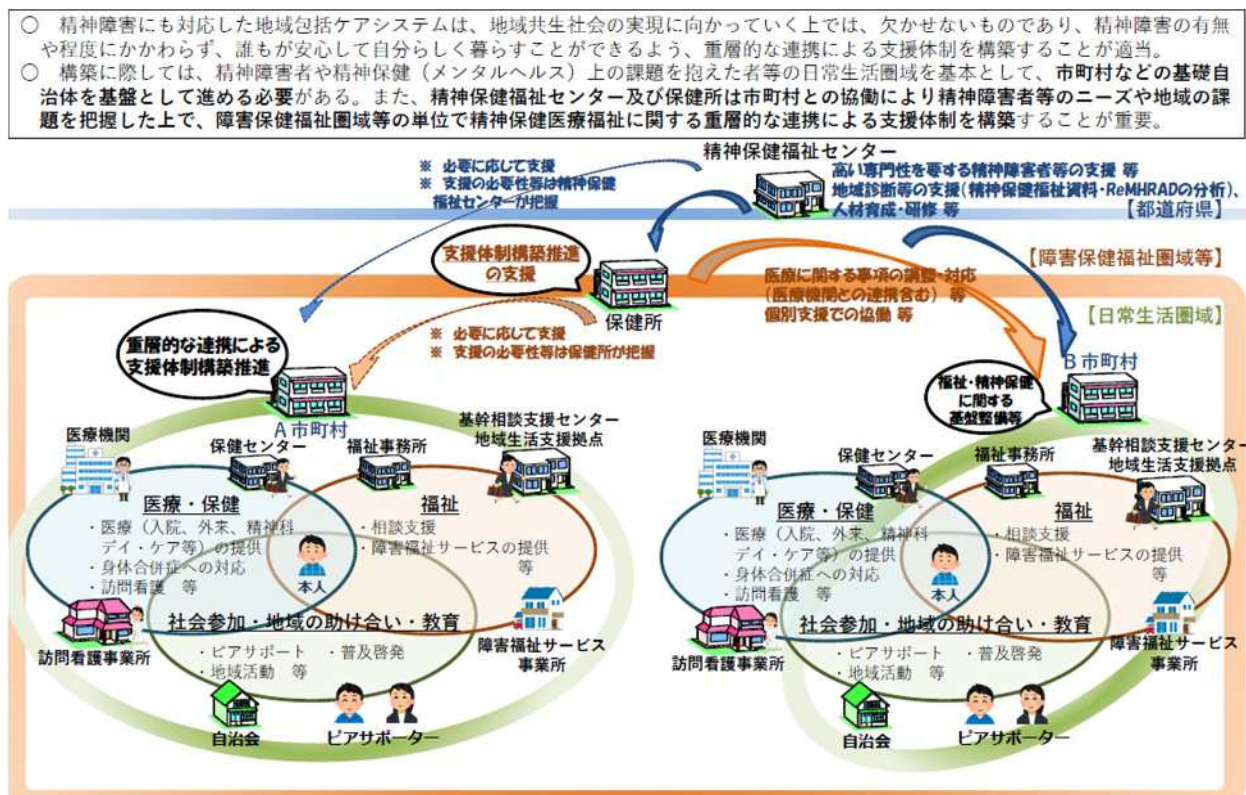 ○ 精神障害にも対応した地域包括ケアシステムは、地域共生社会の実現に向かっていく上では、欠かせないものであり、精神障害の有無
や程度にかかわらず、誰もが安心して自分らしく暮らすことができるよう、重層的な連携による支援体制を構築することが適当。
○ 構築に際しては、精神障害者や精神保健（メンタルヘルス）上の課題を抱えた者等の日常生活圏域を基本として、市町村などの基礎自
治体を基盤として進める必要がある。また、精神保健福祉センター及び保健所は市町村との協働により精神障害者等のニーズや地域の課
題を把握した上で、障害保健福祉圏域等の単位で精神保健医療福祉に関する重層的な連携による支援体制を構築することが重要。
精神保健福祉センター
※ 必要に応じて支援
※ 支援の必要性等は精神保健
福祉センターが把握
高い専門性を要する精神障害者等の支援 等
地域診断等の支援(精神保健福祉資料・ReMHRADの分析)、
人材育成・研修 等
【都道府県】
支援体制構築推進
の支援
【障害保健福祉圏域等】
医療に関する事項の調整・対応
(医療機関との連携含む) 等
個別支援での協働 等
保健所
【日常生活圏域】
※ 必要に応じて支援
※ 支援の必要性等は保健所が把握
重層的な連携による
支援体制構築推進
A市町村
医療機関
保健センター
福祉事務所
基幹相談支援センター
地域生活支援拠点
医療・保健
・医療（入院、外来、精神科
デイ・ケア等）の提供
・身体合併症への対応
・訪問看護 等
福祉
・相談支援
・障害福祉サービスの提供
等
本人
社会参加・地域の助け合い・教育
・ピアサポート ・普及啓発
・地域活動 等
訪問看護事業所
障害福祉サービス
事業所
自治会
ピアサポーター
B市町村
福祉・精神保健
に関する
基盤整備等
医療機関
保健センター
福祉事務所
基幹相談支援センター
地域生活支援拠点
医療・保健
・医療（入院、外来、精神科
デイ・ケア等）の提供
・身体合併症への対応
・訪問看護 等
福祉
・相談支援
・障害福祉サービスの提供
等
本人
社会参加・地域の助け合い・教育
・ピアサポート ・普及啓発
・地域活動 等
訪問看護事業所
障害福祉サービス
事業所
自治会
ピアサポーター